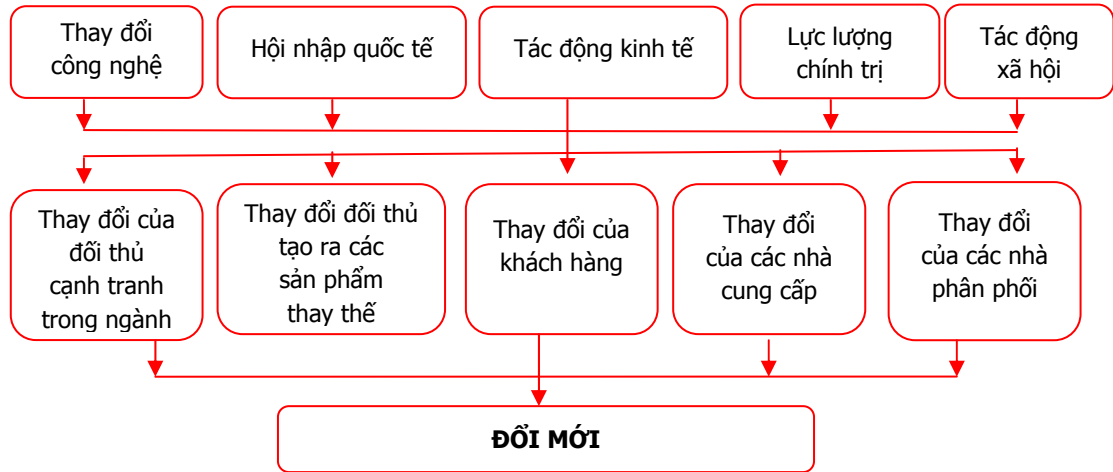 Thay đổi
công nghệ
Hội nhập quốc tế
Tác động kinh tế
Lực lượng
chính trị
Tác động
xã hội
Thay đổi của
đối thủ
cạnh tranh
trong ngành
Thay đổi đối thủ
tạo ra các
sản phẩm
thay thế
Thay đổi của
khách hàng
Thay đổi
của các nhà
cung cấp
Thay đổi
của các nhà
phân phối
ĐỔI MỚI